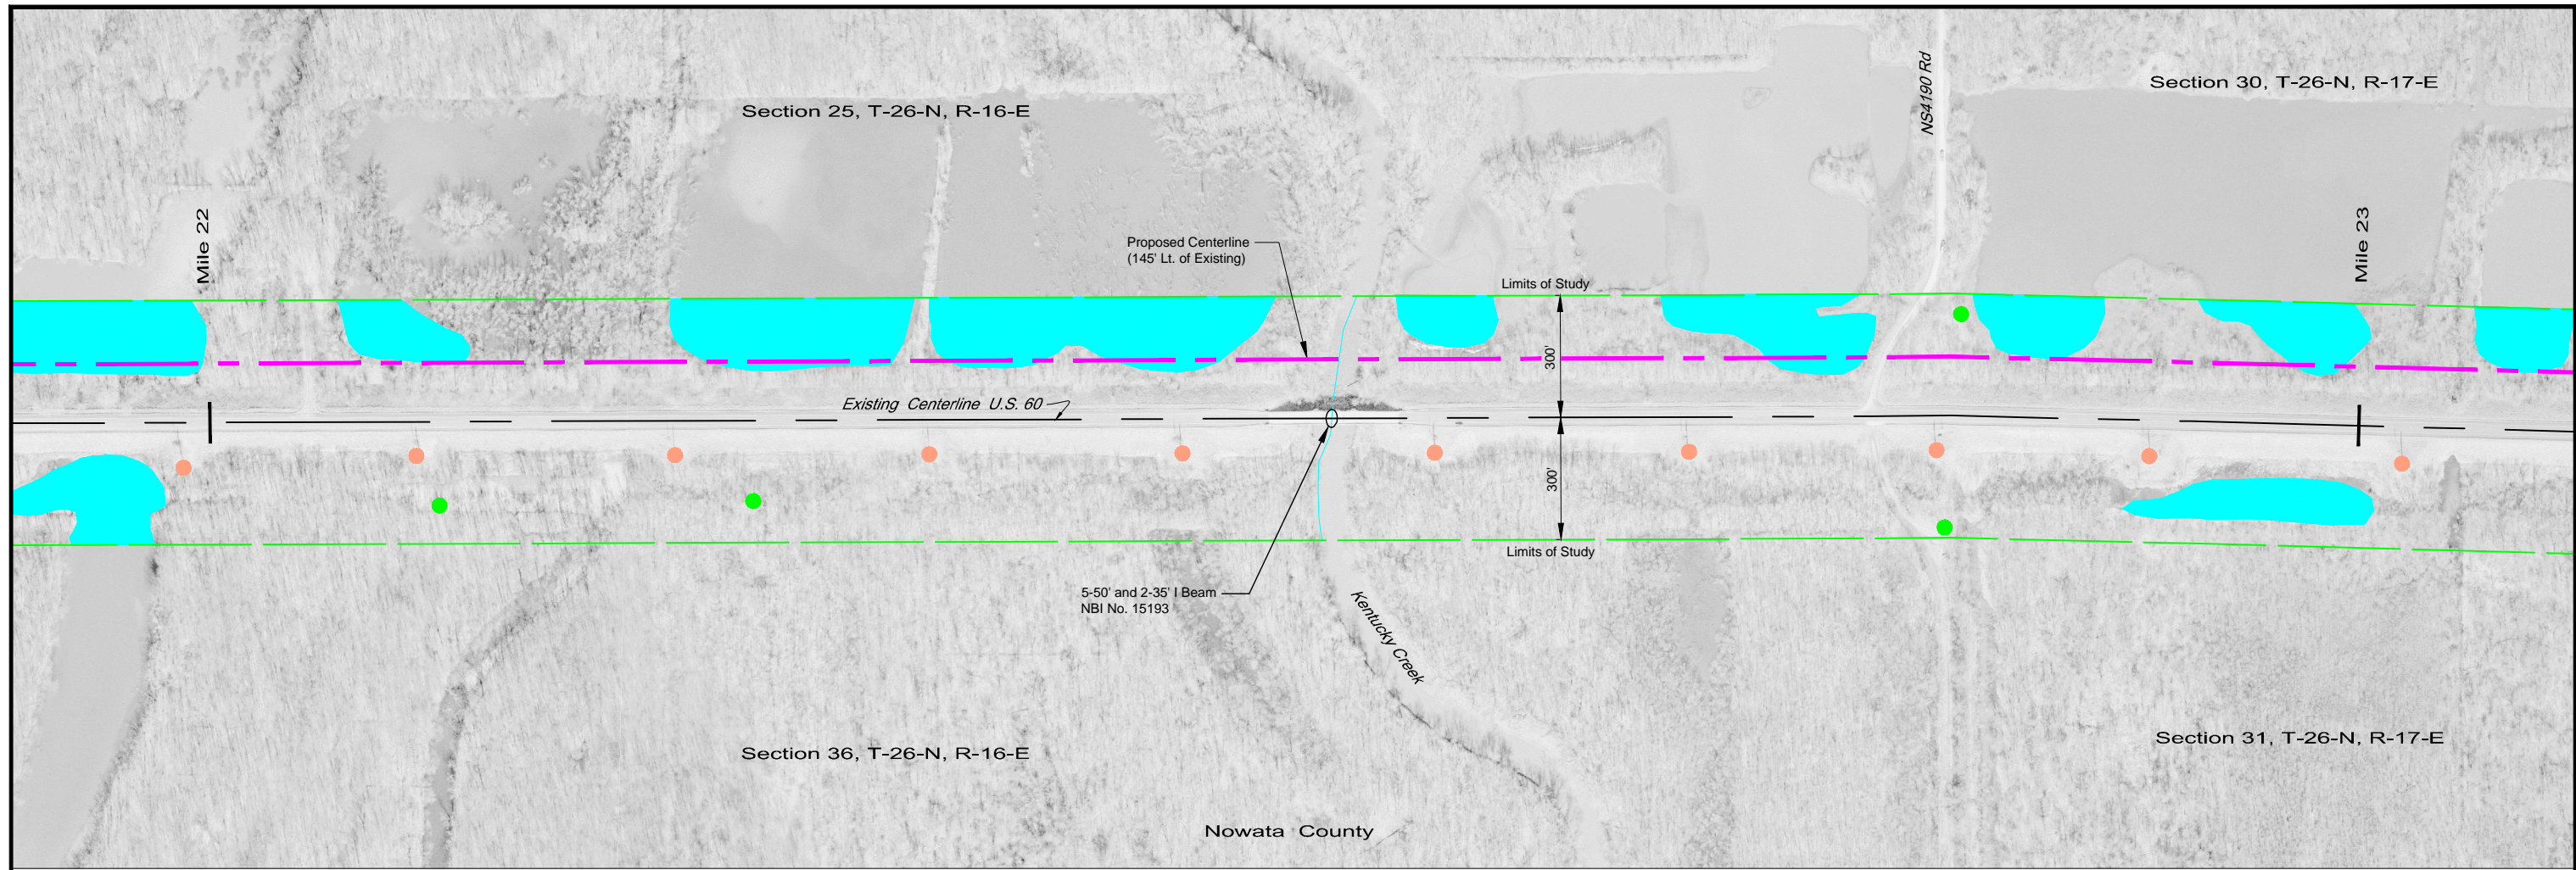 Section 25, T-26-N, R-16-E
NS4190 Rd
Section 30, T-26-N, R-17-E
Mile 22
Proposed Centerline
(145' Lt. of Existing)
Limits of Study
Mile 23
300'
Existing Centerline U.S. 60
300'
Limits of Study
5-50' and 2-35' I Beam
NBI No. 15193
Kentucky Creek
Section 36, T-26-N, R-16-E
Section 31, T-26-N, R-17-E
Nowata County